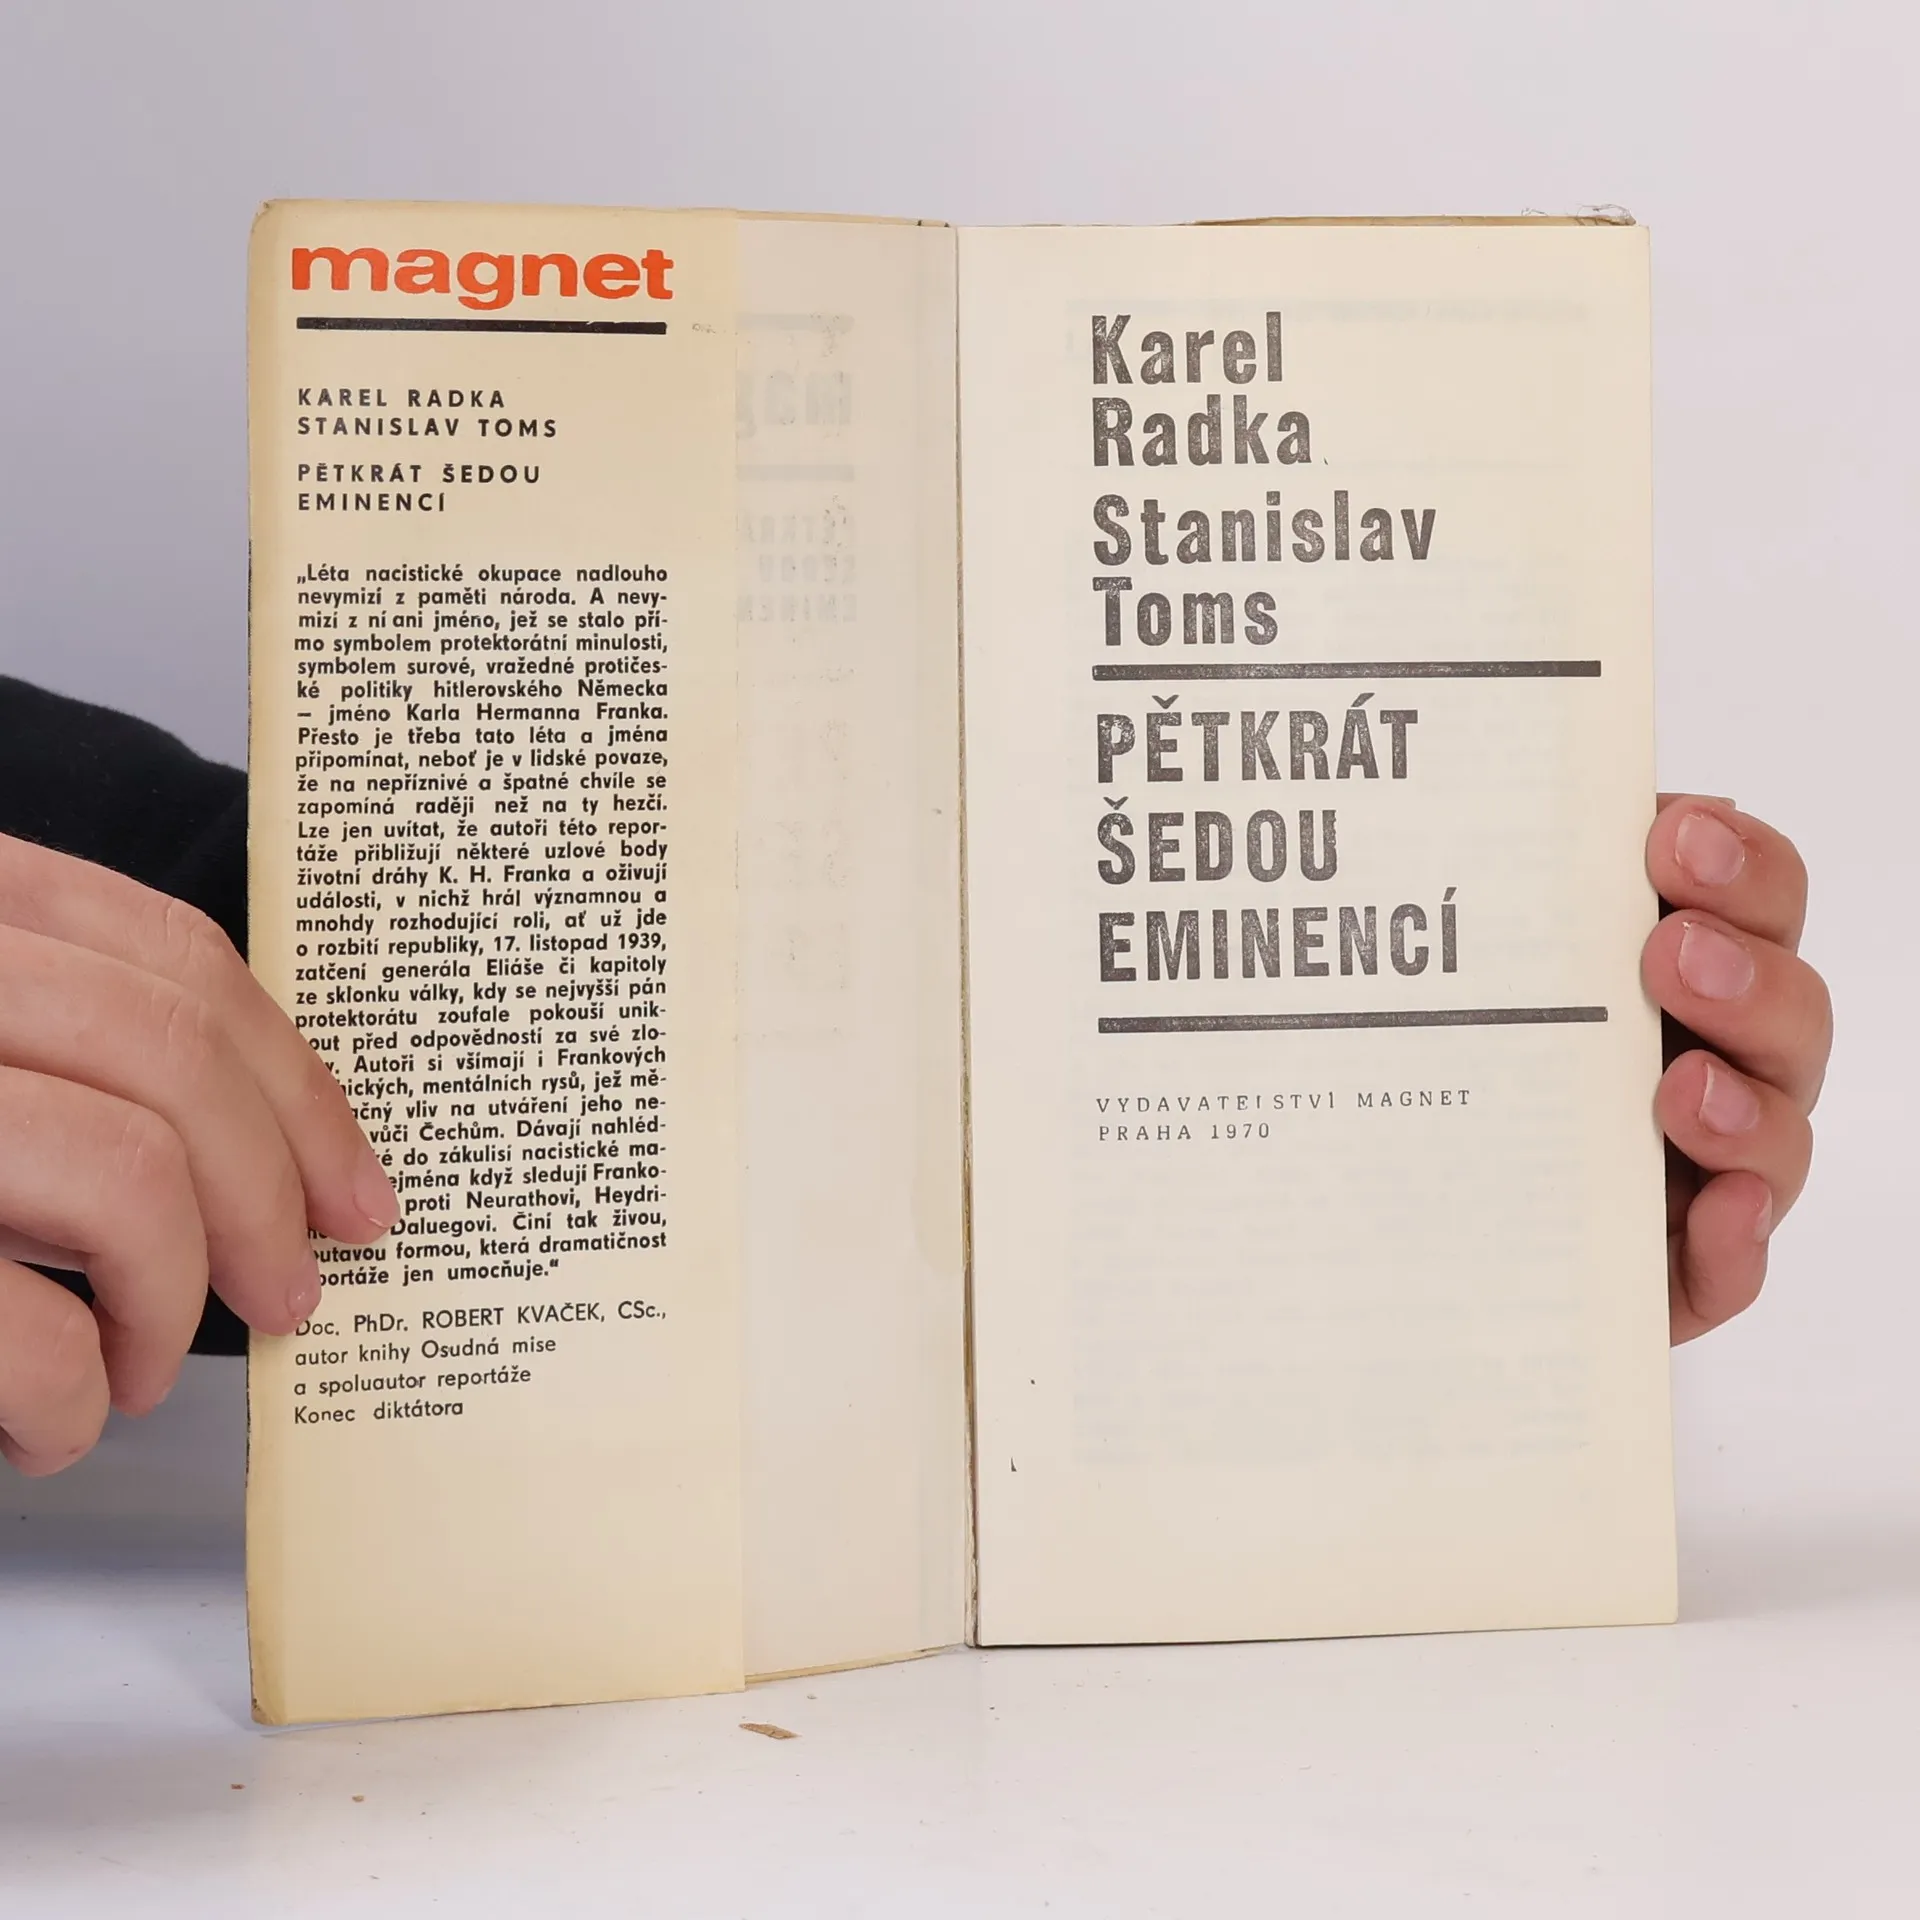 magnet
KAREL RADKA
STANISLAV TOMS
PĚTKRÁT ŠEDOU
EMINENCÍ
„Léta nacistické okupace nadlouho
nevymizí z paměti národa. A nevy-
mizí z ní ani jméno, jež se stalo pří-
mo symbolem protektorátní minulosti,
symbolem surové, vražedné protičes-
ké politiky hitlerovského Německa
– jméno Karla Hermanna Franka.
Přesto je třeba tato léta a jména
připomínat, neboť je v lidské povaze,
že na nepříznivé a špatné chvíle se
zapomíná raději než na ty hezčí.
Lze jen uvítat, že autoři této repor-
táže přibližují některé uzlové body
životní dráhy K. H. Franka a oživují
události, v nichž hrál významnou a
mnohdy rozhodující roli, ať už jde
o rozbití republiky, 17. listopad 1939,
zatčení generála Eliáše či kapitoly
ze sklonku války, kdy se nejvyšší pán
protektorátu zoufale pokouší unik-
out před odpovědností za své zlo-
y. Autoři si všímají i Frankových
hických, mentálních rysů, jež mě-
ačný vliv na utváření jeho ne-
vůči Čechům. Dávají nahléd-
é do zákulisí nacistické ma-
ejména když sledují Franko-
proti Neurathovi, Heydri-
Daluegovi. Činí tak živou,
outavou formou, která dramatičnost
portáže jen umocňuje.“
Doc. PhDr. ROBERT KVAČEK, CSc.,
autor knihy Osudná mise
a spoluautor reportáže
Konec diktátora
Karel
Radka
Stanislav
Toms
PĚTKRÁT
ŠEDOU
EMINENCÍ
VYDAVATELSTVÍ MAGNET
PRAHA 1970